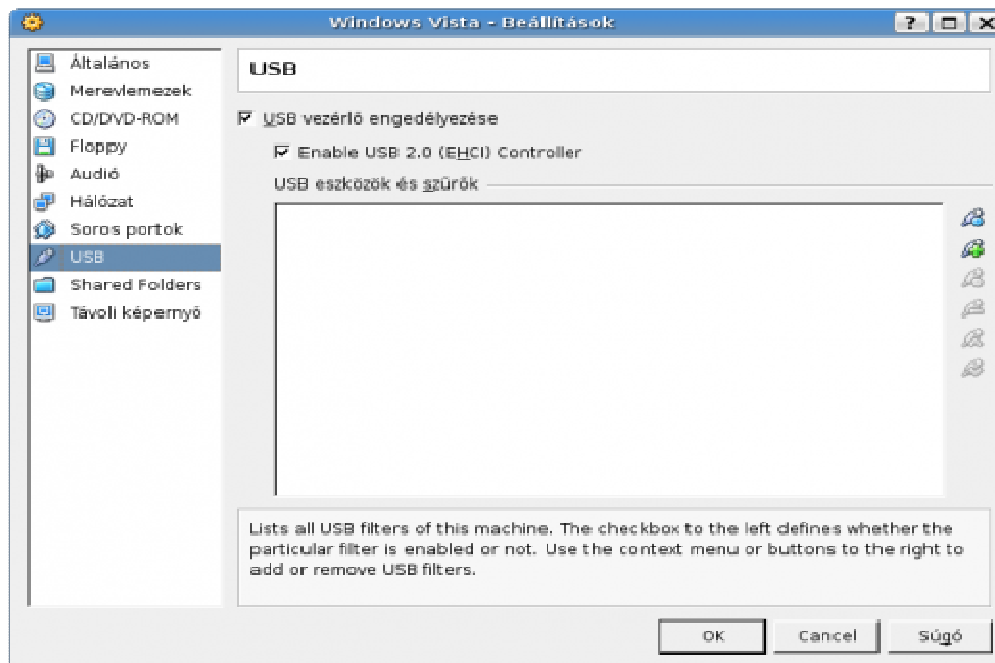 Windows Vista - Beállítások
Általános
Merevlemezek
CD/DVD-ROM
Floppy
Audió
Hálózat
Soros portok
USB
Shared Folders
Távoli képernyő
USB
USB vezérlő engedélyezése
Enable USB 2.0 (EHCI) Controller
USB eszközök és szűrők
Lists all USB filters of this machine. The checkbox to the left defines whether the
particular filter is enabled or not. Use the context menu or buttons to the right to
add or remove USB filters.
OK
Cancel
Súgó